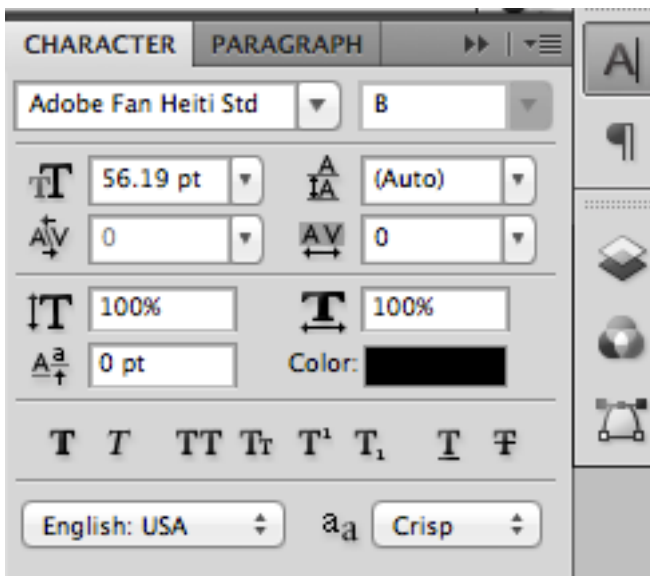 CHARACTER PARAGRAPH
Adobe Fan Heiti Std B
56.19 pt (Auto)
0 0
100% 100%
0 pt Color:
T T TT Tт T¹ T₁ T T
English: USA aa Crisp